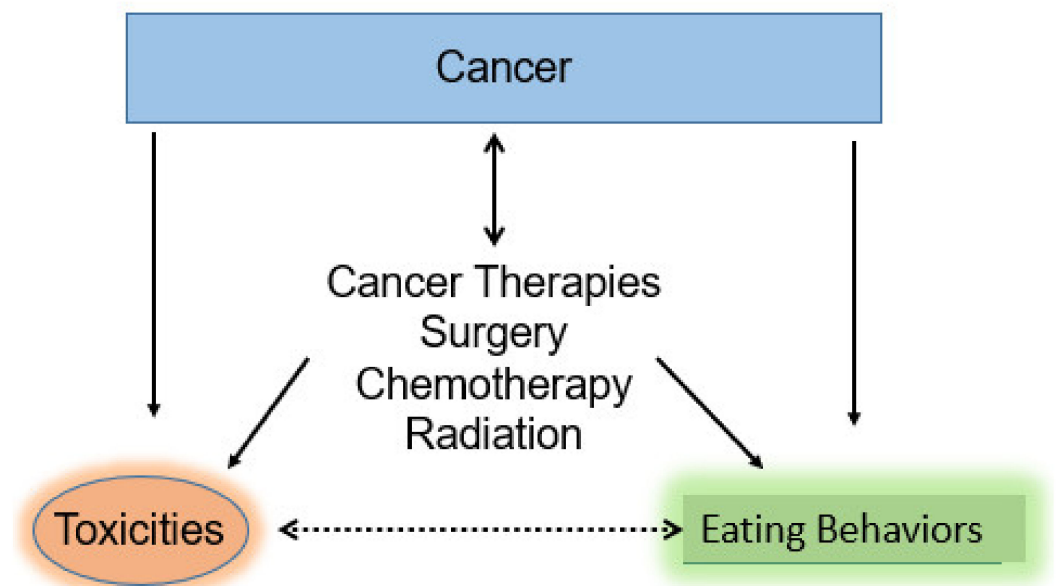 Cancer
Cancer Therapies
Surgery
Chemotherapy
Radiation
Toxicities
Eating Behaviors